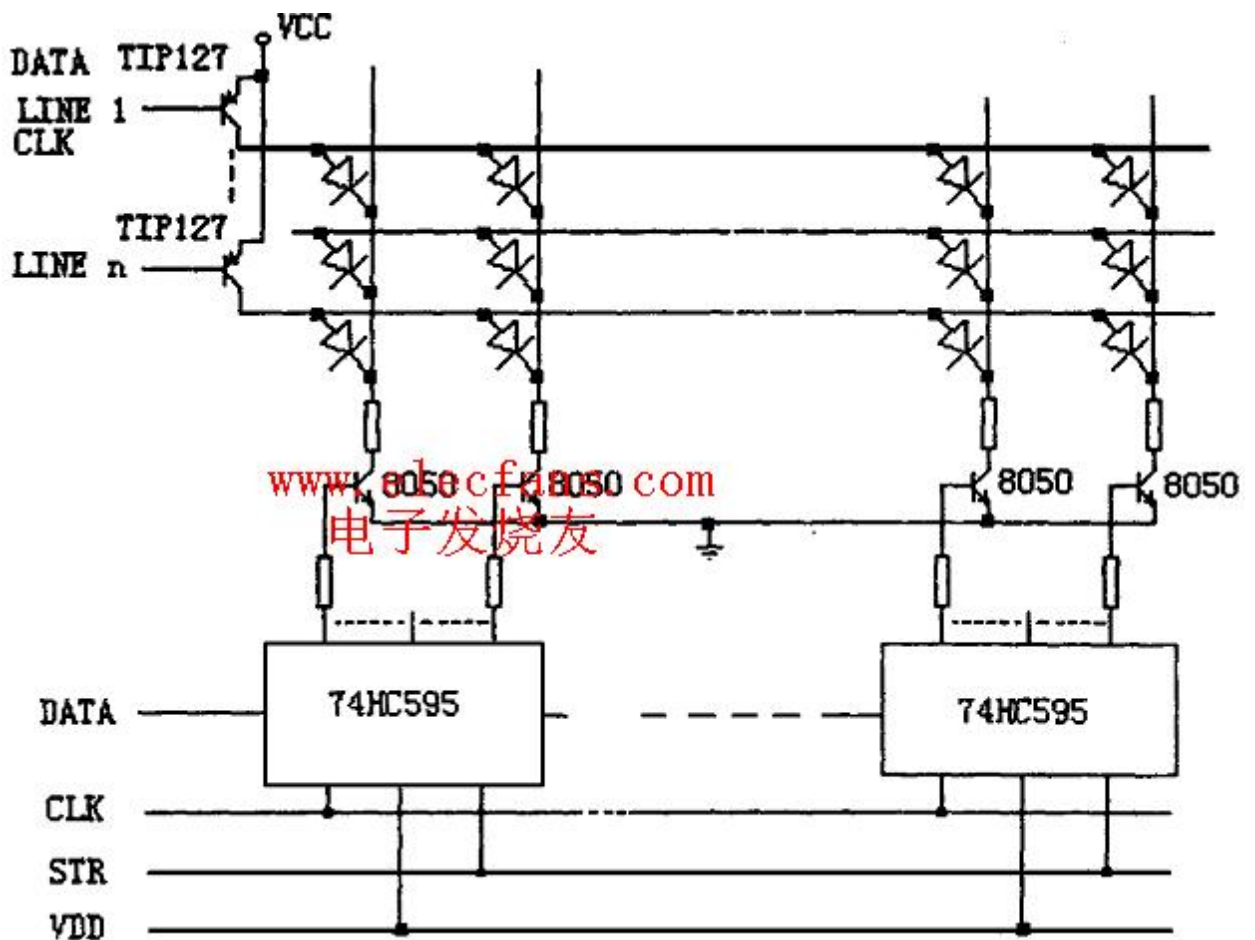 VCC
DATA TIP127
LINE 1
CLK
TIP127
LINE n
www.elecfans.com
8050
8050
8050
8050
电子发烧友
DATA
74HC595
74HC595
CLK
STR
VDD